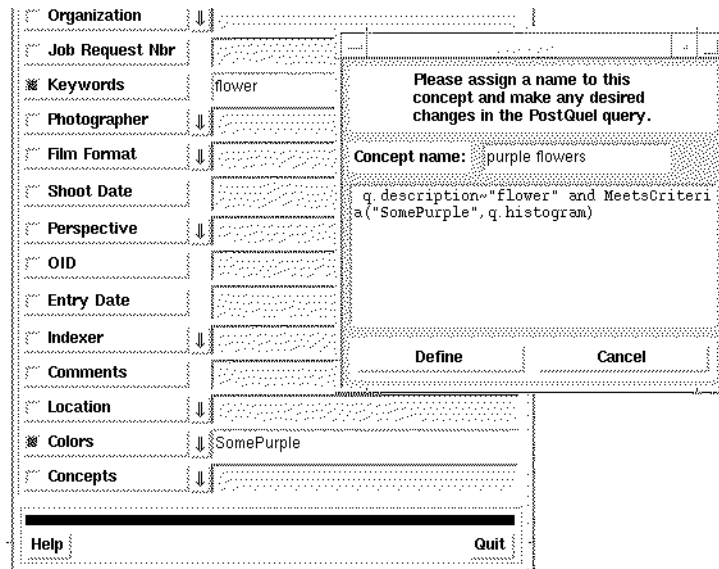 Organization
Job Request Nbr
Keywords flower
Photographer
Film Format
Shoot Date
Perspective
OID
Entry Date
Indexer
Comments
Location
Colors SomePurple
Concepts
Help Quit
Please assign a name to this
concept and make any desired
changes in the PostQuel query.
Concept name: purple flowers
q.description~"flower" and MeetsCriteri
a("SomePurple",q.histogram)
Define Cancel